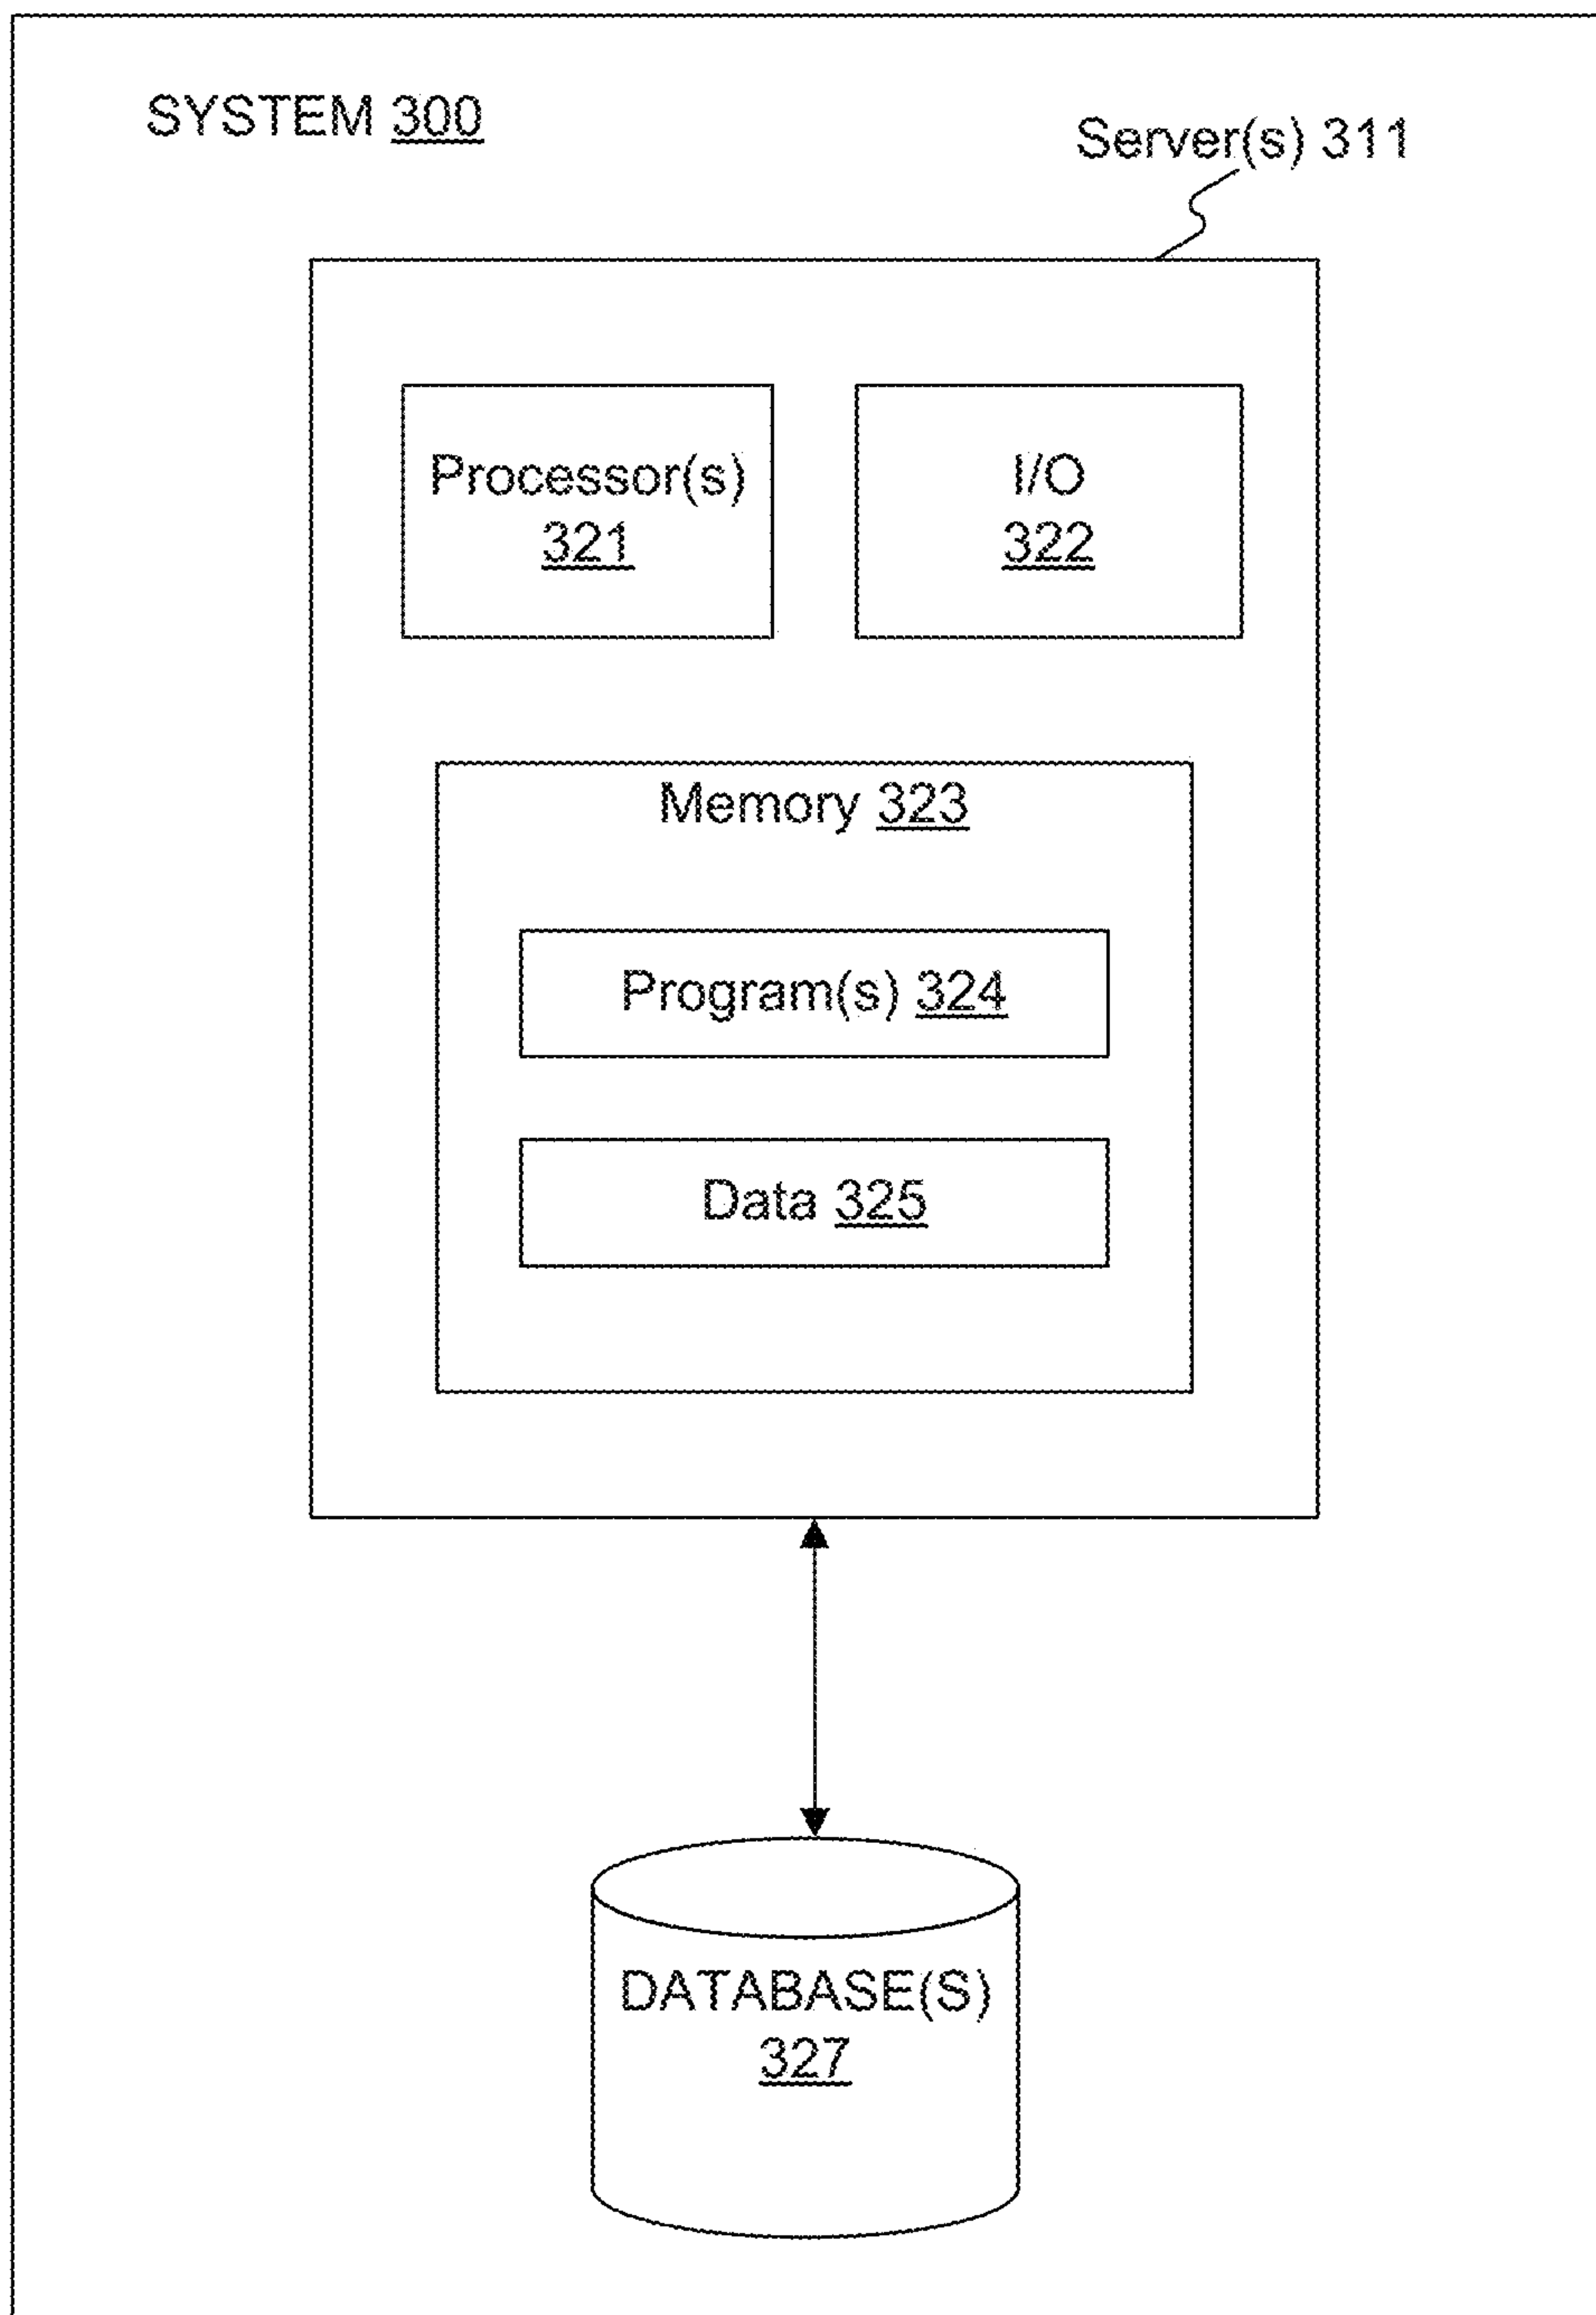 SYSTEM 300
Server(s) 311
Processor(s)
321
I/O
322
Memory 323
Program(s) 324
Data 325
DATABASE(S)
327